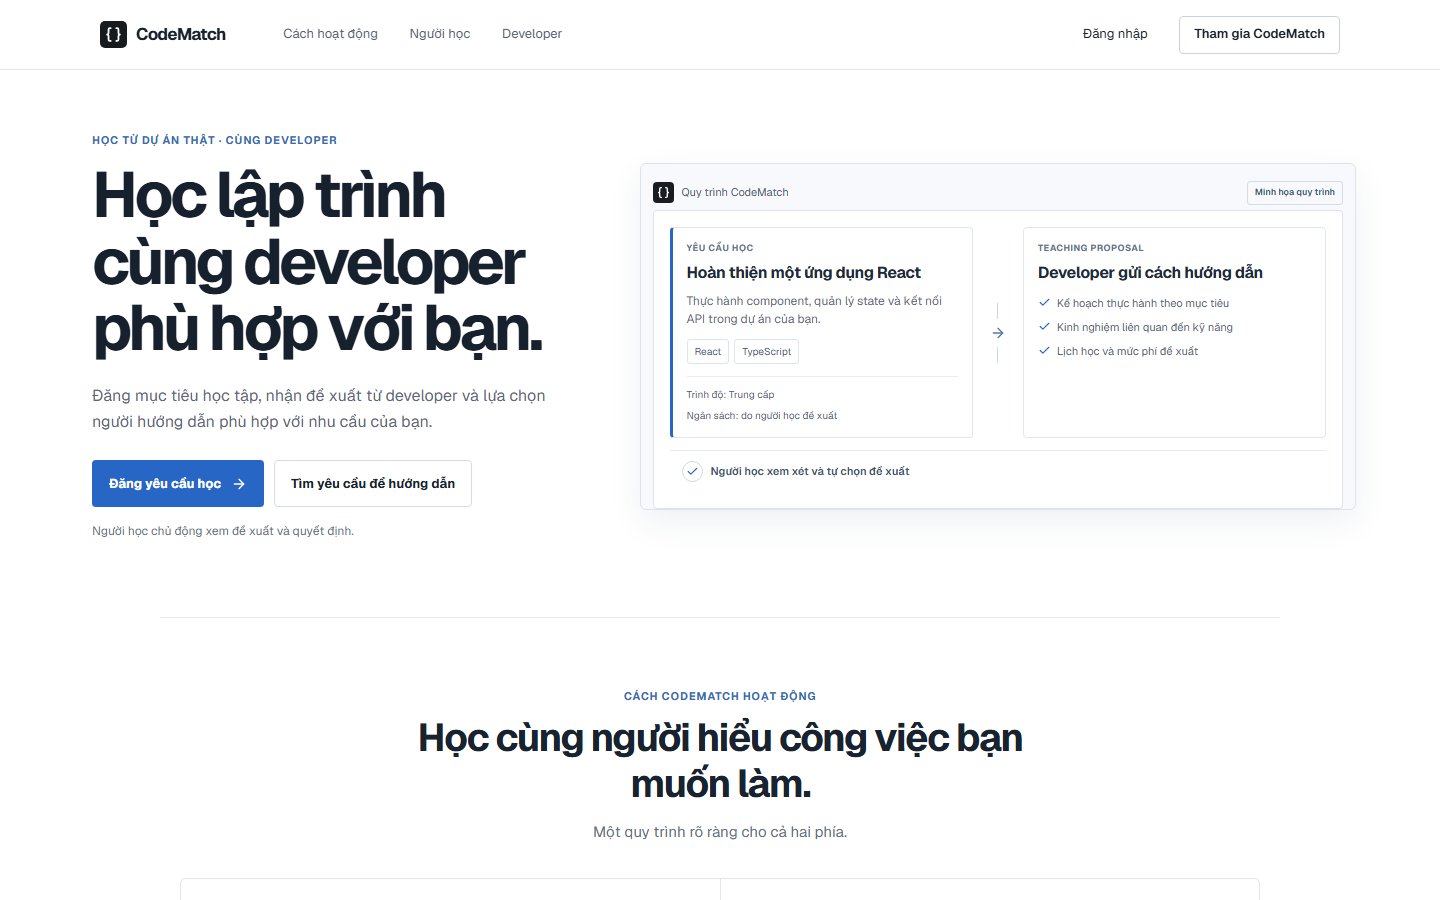 {} CodeMatch
Cách hoạt động
Người học
Developer
Đăng nhập
Tham gia CodeMatch
HỌC TỪ DỰ ÁN THẬT · CÙNG DEVELOPER
Học lập trình
cùng developer
phù hợp với bạn.
Đăng mục tiêu học tập, nhận đề xuất từ developer và lựa chọn
người hướng dẫn phù hợp với nhu cầu của bạn.
Đăng yêu cầu học →
Tìm yêu cầu để hướng dẫn
Người học chủ động xem đề xuất và quyết định.
{} Quy trình CodeMatch
Minh họa quy trình
YÊU CẦU HỌC
Hoàn thiện một ứng dụng React
Thực hành component, quản lý state và kết nối
API trong dự án của bạn.
React
TypeScript
Trình độ: Trung cấp
Ngân sách: do người học đề xuất
→
TEACHING PROPOSAL
Developer gửi cách hướng dẫn
✓ Kế hoạch thực hành theo mục tiêu
✓ Kinh nghiệm liên quan đến kỹ năng
✓ Lịch học và mức phí đề xuất
✓ Người học xem xét và tự chọn đề xuất
CÁCH CODEMATCH HOẠT ĐỘNG
Học cùng người hiểu công việc bạn
muốn làm.
Một quy trình rõ ràng cho cả hai phía.